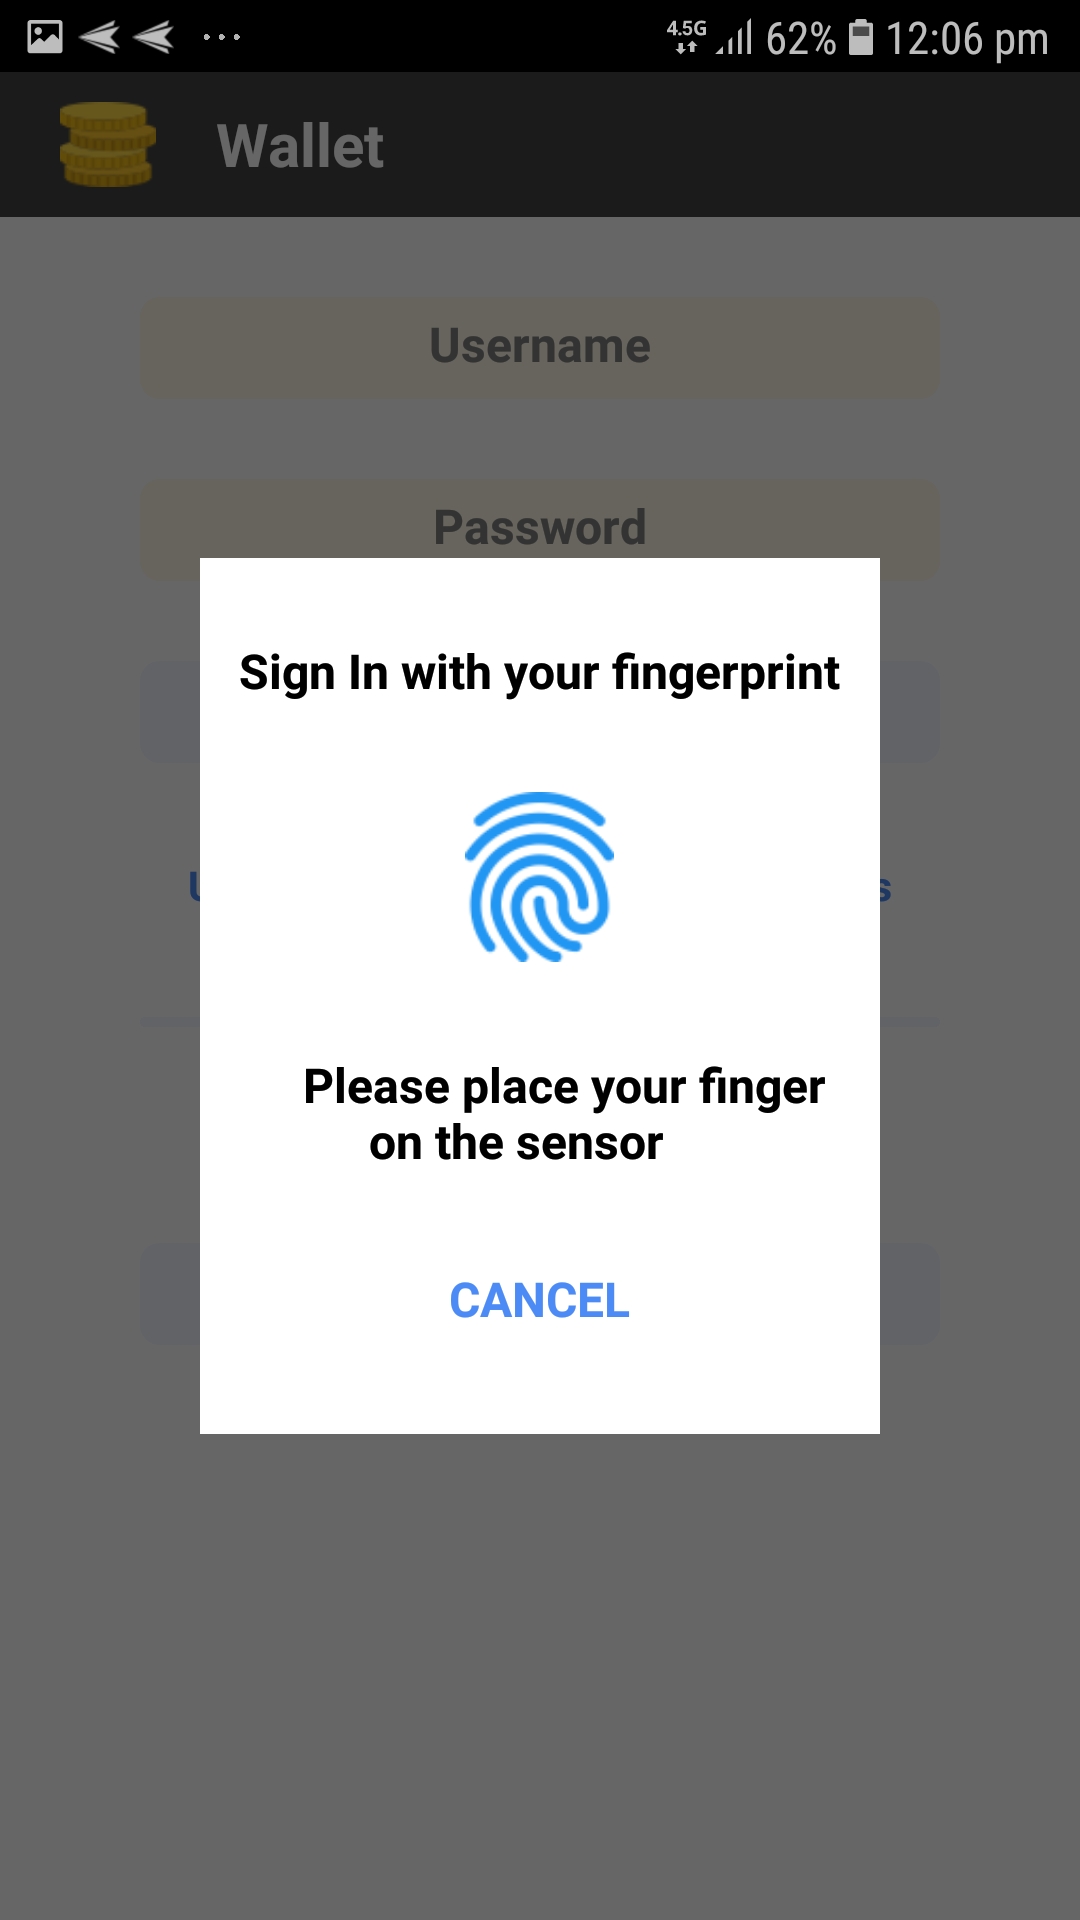 4.5G 62% 12:06 pm
Wallet
Username
Password
Sign In with your fingerprint
Please place your finger
on the sensor
CANCEL